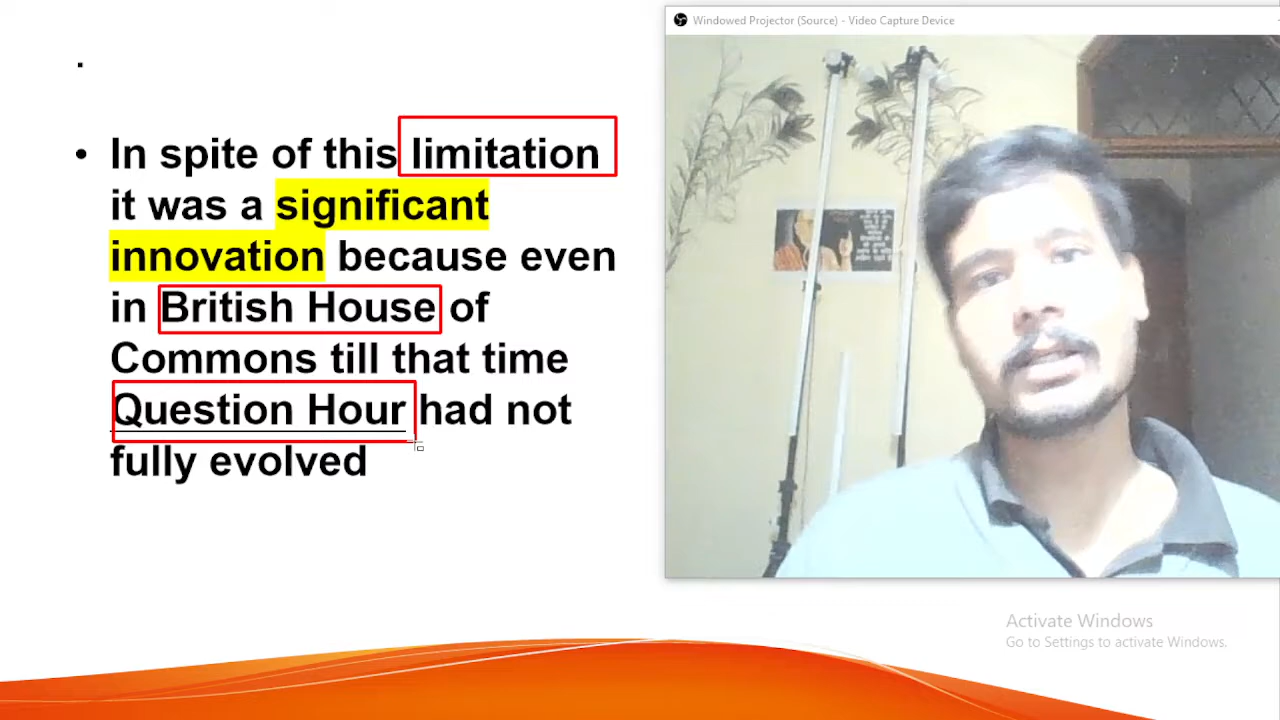 Windowed Projector (Source) - Video Capture Device
In spite of this limitation
it was a significant
innovation because even
in British House of
Commons till that time
Question Hour had not
fully evolved
Activate Windows
Go to Settings to activate Windows.